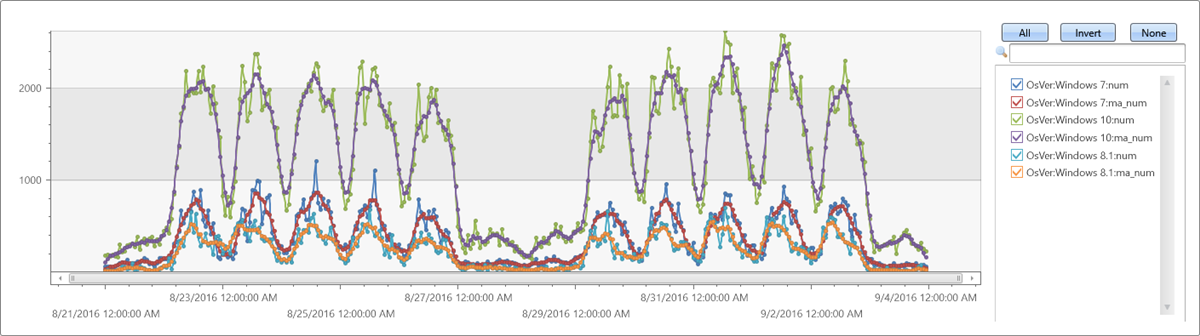 All Invert None
2000
1000
OsVer:Windows 7:num
OsVer:Windows 7:ma_num
OsVer:Windows 10:num
OsVer:Windows 10:ma_num
OsVer:Windows 8.1:num
OsVer:Windows 8.1:ma_num
8/23/2016 12:00:00 AM 8/27/2016 12:00:00 AM 8/31/2016 12:00:00 AM 9/4/2016 12:00:00 AM
8/21/2016 12:00:00 AM 8/25/2016 12:00:00 AM 8/29/2016 12:00:00 AM 9/2/2016 12:00:00 AM